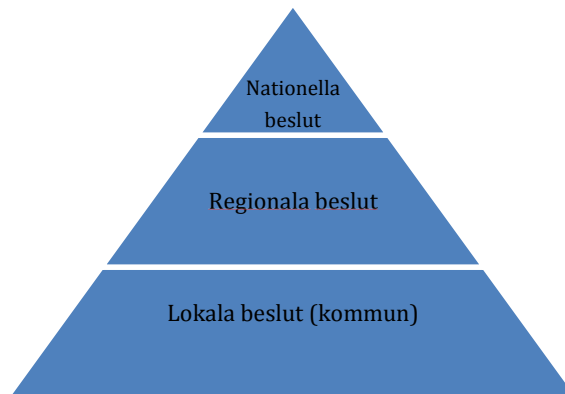 Nationella
beslut
Regionala beslut
Lokala beslut (kommun)